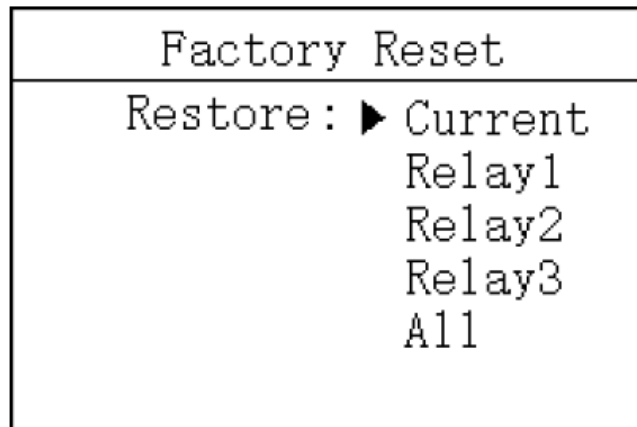 Factory Reset
Restore: ▶ Current
Relay1
Relay2
Relay3
All